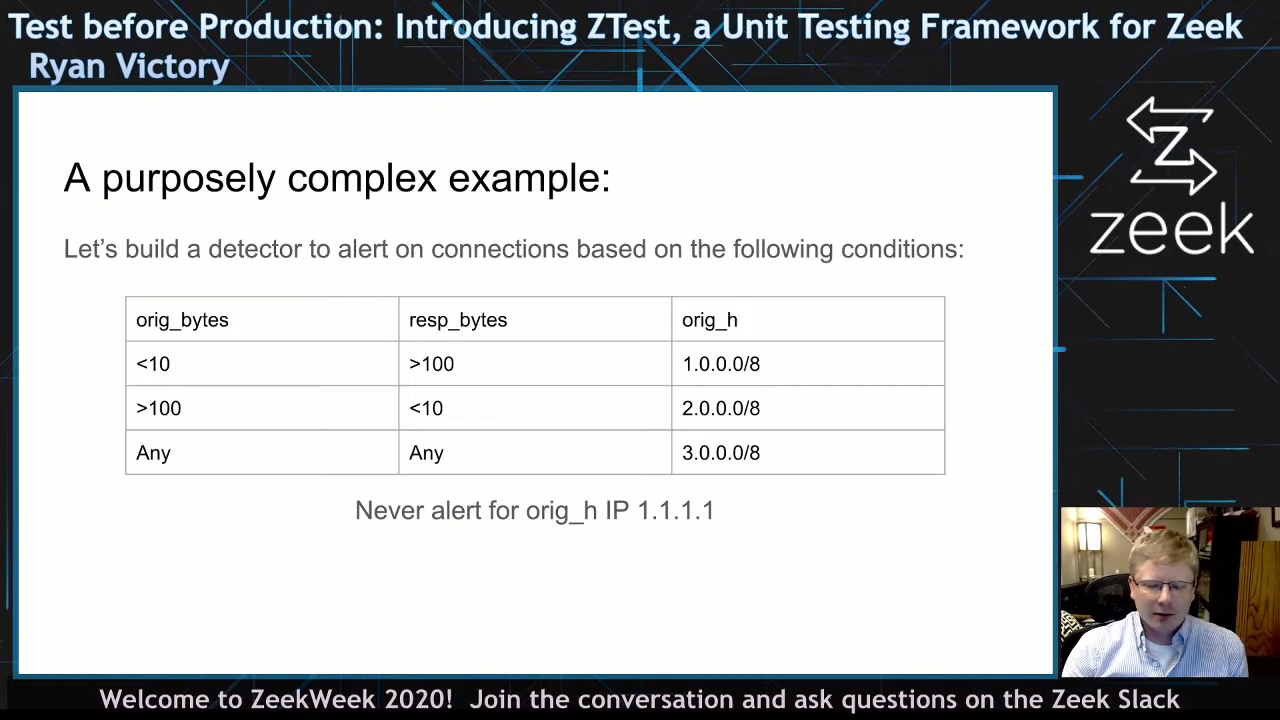 Test before Production: Introducing ZTest, a Unit Testing Framework for Zeek
Ryan Victory
Z
zeek
A purposely complex example:
Let's build a detector to alert on connections based on the following conditions:
orig_bytes resp_bytes orig_h
<10 >100 1.0.0.0/8
>100 <10 2.0.0.0/8
Any Any 3.0.0.0/8
Never alert for orig_h IP 1.1.1.1
Welcome to ZeekWeek 2020! Join the conversation and ask questions on the Zeek Slack